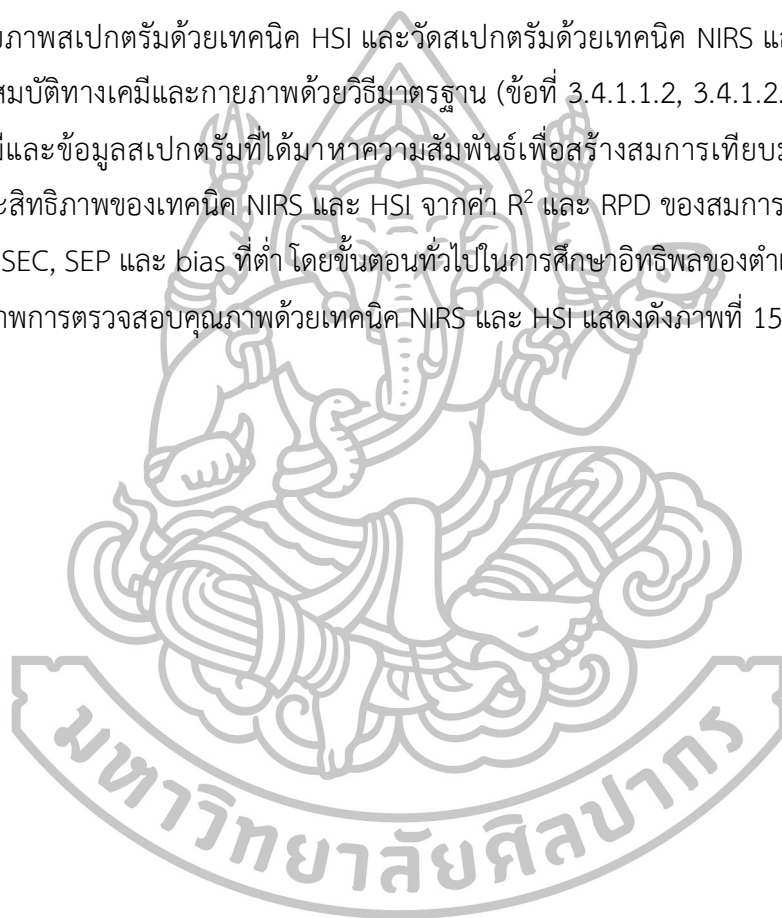 ภาพสเปกตรัมด้วยเทคนิค HSI และวัดสเปกตรัมด้วยเทคนิค NIRS
สมบัติทางเคมีและกายภาพด้วยวิธีมาตรฐาน (ข้อที่ 3.4.1.1.2, 3.4.1.2.
และข้อมูลสเปกตรัมที่ได้มาหาความสัมพันธ์เพื่อสร้างสมการเทียบ
ะสิทธิภาพของเทคนิค NIRS และ HSI จากค่า R² และ RPD ของสมการ
SEC, SEP และ bias ที่ต่ำ โดยขั้นตอนทั่วไปในการศึกษาอิทธิพลของ
าพการตรวจสอบคุณภาพด้วยเทคนิค NIRS และ HSI แสดงดังภาพที่ 15
มหาวิทยาลัยศิลปากร